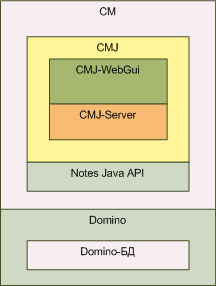 CM
CMJ
CMJ-WebGui
CMJ-Server
Notes Java API
Domino
Domino-БД